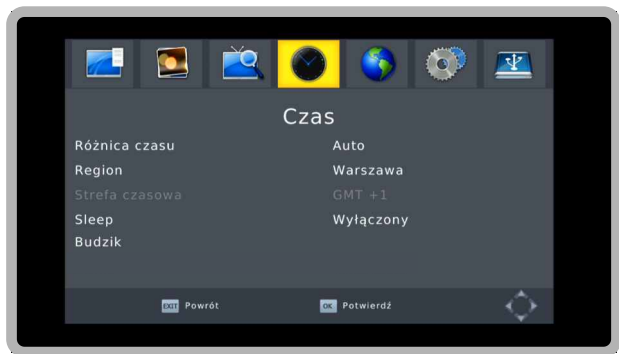 Czas
Różnica czasu Auto
Region Warszawa
Strefa czasowa GMT +1
Sleep Wyłączony
Budzik
EXIT Powrót OK Potwierdź